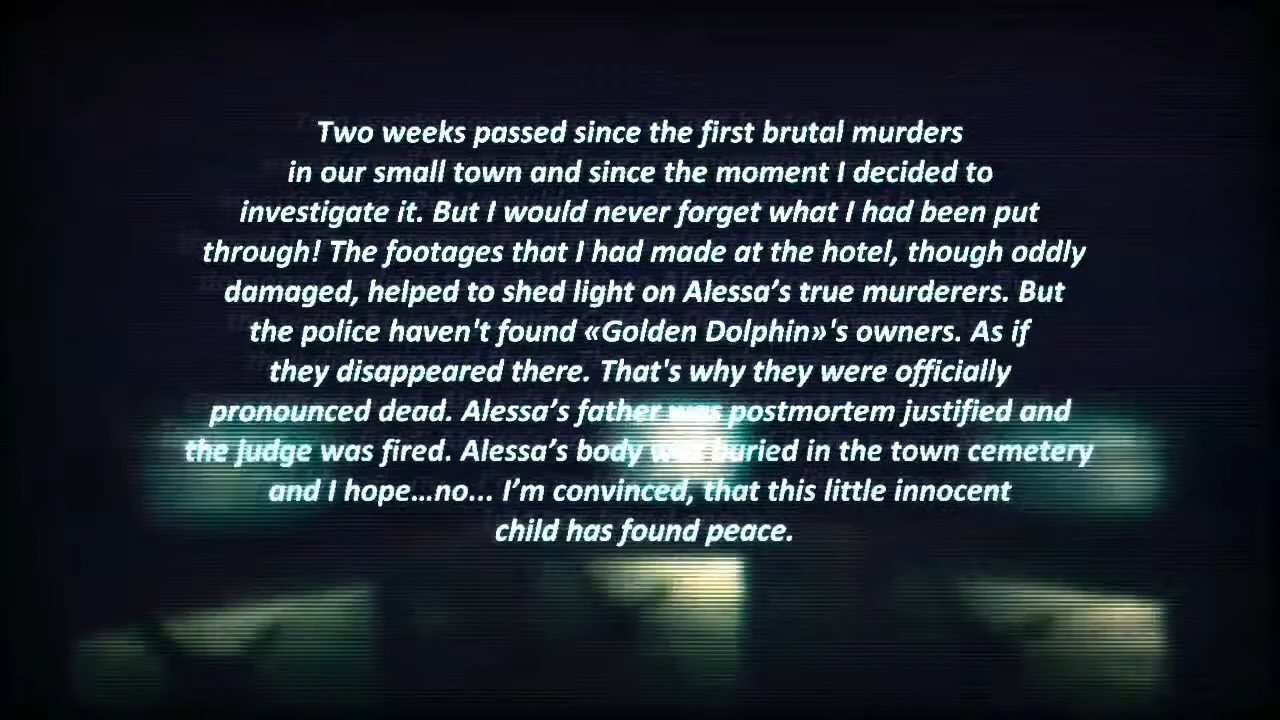 Two weeks passed since the first brutal murders
in our small town and since the moment I decided to
investigate it. But I would never forget what I had been put
through! The footages that I had made at the hotel, though oddly
damaged, helped to shed light on Alessa’s true murderers. But
the police haven't found «Golden Dolphin»'s owners. As if
they disappeared there. That's why they were officially
pronounced dead. Alessa’s father was postmortem justified and
the judge was fired. Alessa’s body was buried in the town cemetery
and I hope…no... I’m convinced, that this little innocent
child has found peace.